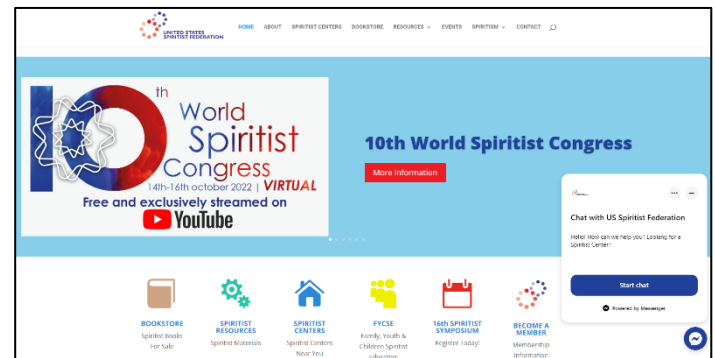 UNITED STATES
SPIRITIST FEDERATION
HOME ABOUT SPIRITIST CENTERS BOOKSTORE RESOURCES EVENTS SPIRITISM CONTACT
10
th
World
Spiritist
Congress
14th-16th october 2022 | VIRTUAL
Free and exclusively streamed on
YouTube
10th World Spiritist Congress
More Information
Chat with US Spiritist Federation
Hello! How can we help you? Looking for a
Spiritist Center?
Start chat
Powered by Messenger
BOOKSTORE
Spiritist Books
For Sale
SPIRITIST
RESOURCES
Spiritist Materials
SPIRITIST
CENTERS
Spiritist Centers
Near You
FYCSE
Family, Youth &
Children Spiritist
Education
16th SPIRITIST
SYMPOSIUM
Register Today!
BECOME A
MEMBER
Membership
Information